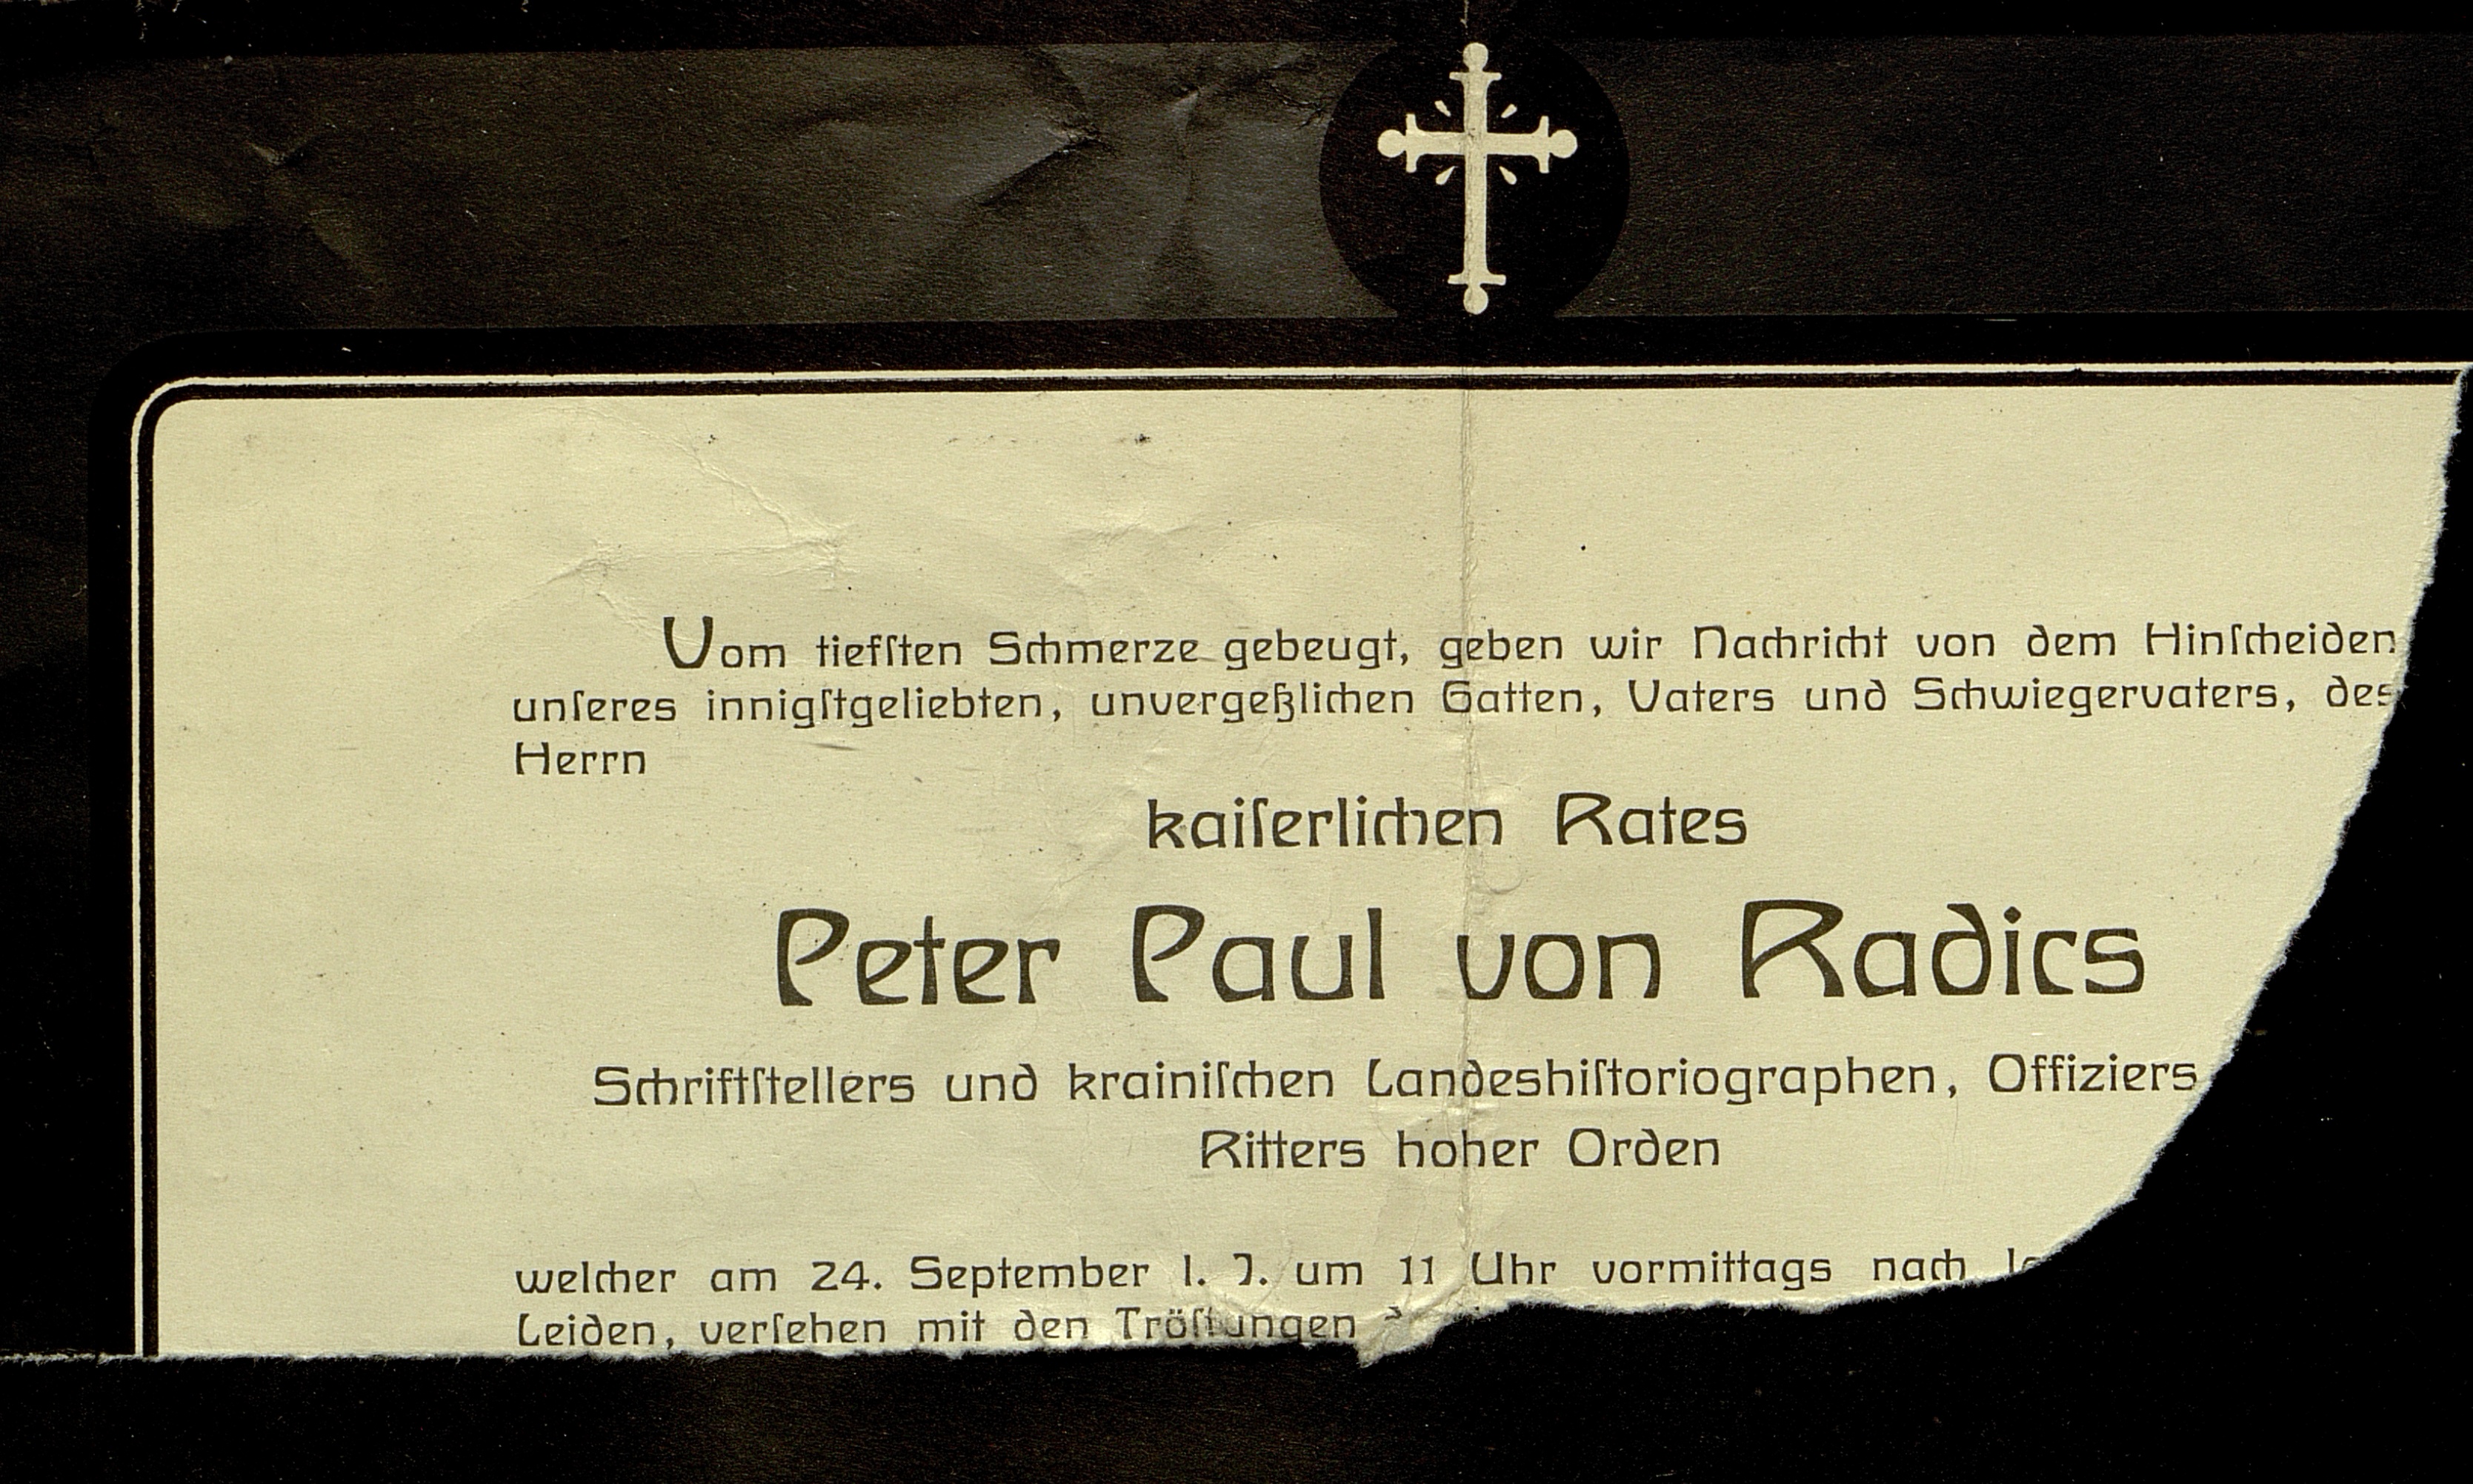 Vom tiefſten Schmerze gebeugt, geben wir Nachricht von dem Hinſcheiden
unſeres innigſtgeliebten, unvergeßlichen Gatten, Vaters und Schwiegervaters, des
Herrn
kaiſerlichen Rates
Peter Paul von Radics
Schriftſtellers und krainiſchen Landeshiſtoriographen, Offiziers
Ritters hoher Orden
welcher am 24. September l. J. um 11 Uhr vormittags nach
Leiden, verſehen mit den Tröſtungen